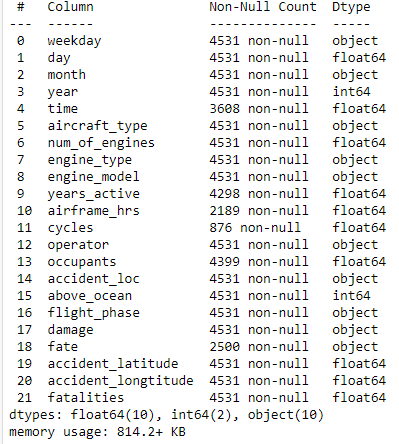 #   Column               Non-Null Count  Dtype
---  ------               --------------  -----
 0   weekday              4531 non-null   object
 1   day                  4531 non-null   float64
 2   month                4531 non-null   object
 3   year                 4531 non-null   int64
 4   time                 3608 non-null   float64
 5   aircraft_type        4531 non-null   object
 6   num_of_engines       4531 non-null   float64
 7   engine_type          4531 non-null   object
 8   engine_model         4531 non-null   object
 9   years_active         4298 non-null   float64
 10  airframe_hrs         2189 non-null   float64
 11  cycles               876 non-null    float64
 12  operator             4531 non-null   object
 13  occupants            4399 non-null   float64
 14  accident_loc         4531 non-null   object
 15  above_ocean          4531 non-null   int64
 16  flight_phase         4531 non-null   object
 17  damage               4531 non-null   object
 18  fate                 2500 non-null   object
 19  accident_latitude    4531 non-null   float64
 20  accident_longtitude  4531 non-null   float64
 21  fatalities           4531 non-null   float64
dtypes: float64(10), int64(2), object(10)
memory usage: 814.2+ KB